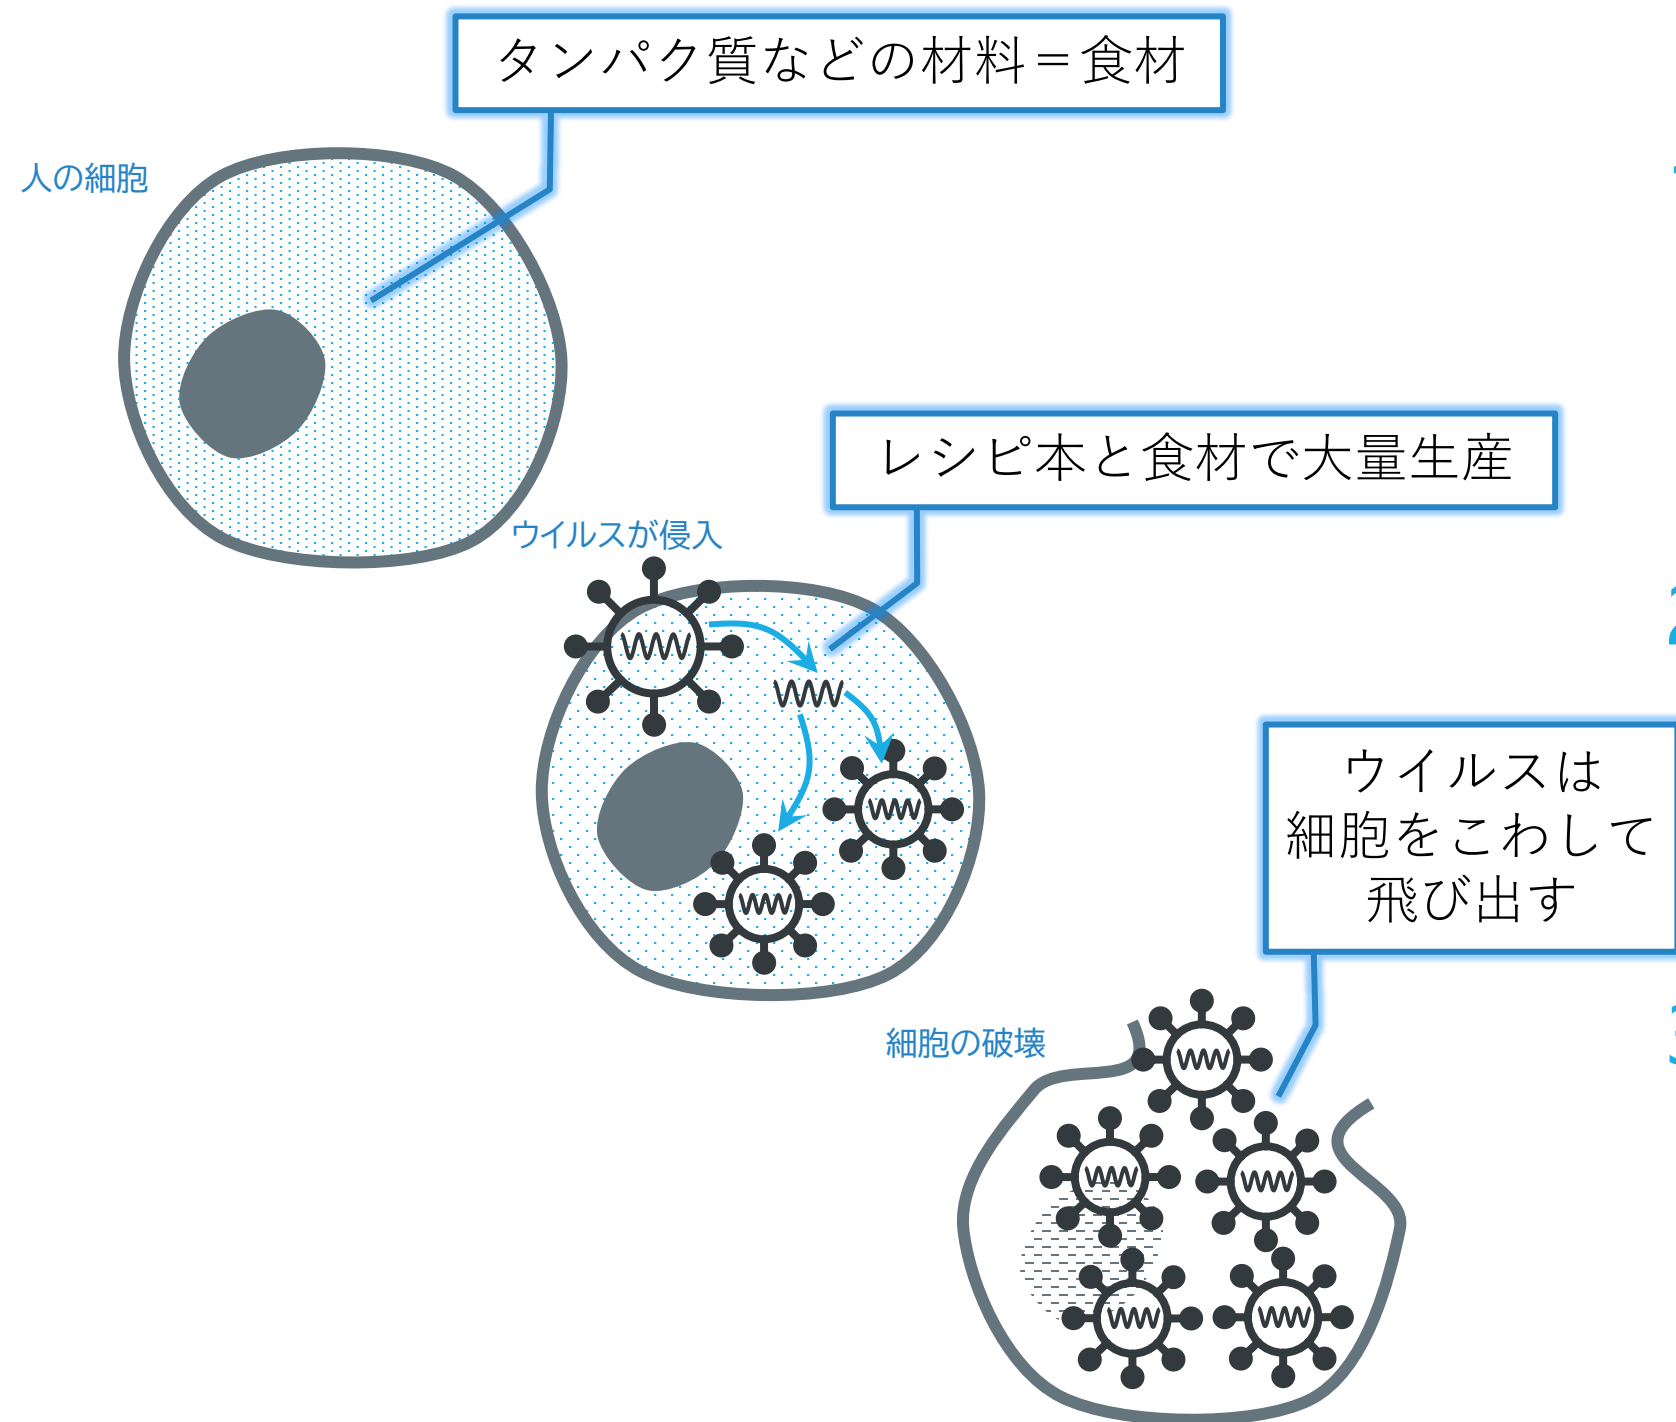 タンパク質などの材料＝食材
人の細胞
レシピ本と食材で大量生産
ウイルスが侵入
ウイルスは
細胞をこわして
飛び出す
細胞の破壊